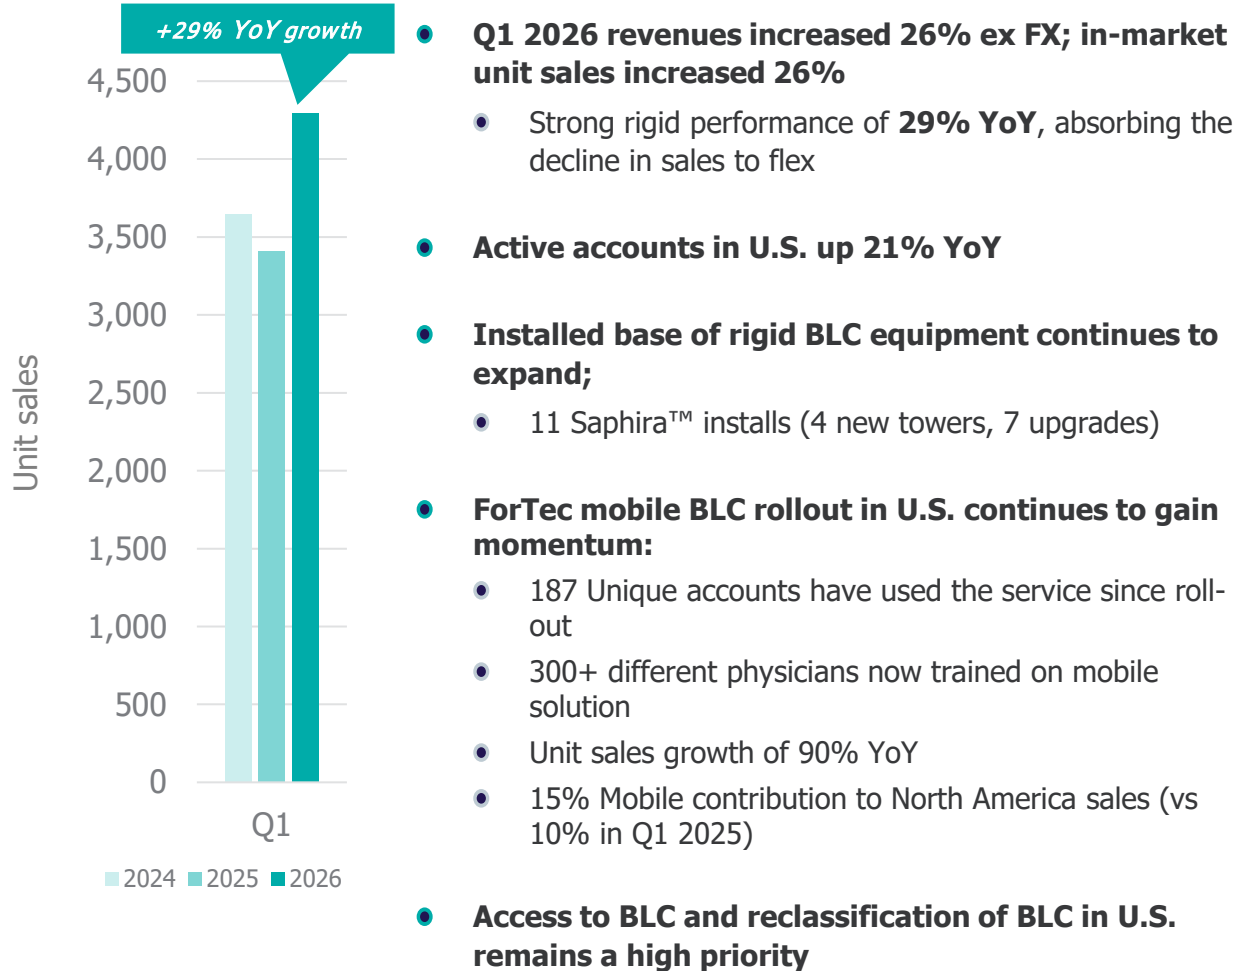 +29% YoY growth
4,500
4,000
3,500
3,000
2,500
2,000
1,500
1,000
500
0
Unit sales
Q1
2024 2025 2026
Q1 2026 revenues increased 26% ex FX; in-market
unit sales increased 26%
Strong rigid performance of 29% YoY, absorbing the
decline in sales to flex
Active accounts in U.S. up 21% YoY
Installed base of rigid BLC equipment continues to
expand;
11 Saphira™ installs (4 new towers, 7 upgrades)
ForTec mobile BLC rollout in U.S. continues to gain
momentum:
187 Unique accounts have used the service since roll-
out
300+ different physicians now trained on mobile
solution
Unit sales growth of 90% YoY
15% Mobile contribution to North America sales (vs
10% in Q1 2025)
Access to BLC and reclassification of BLC in U.S.
remains a high priority